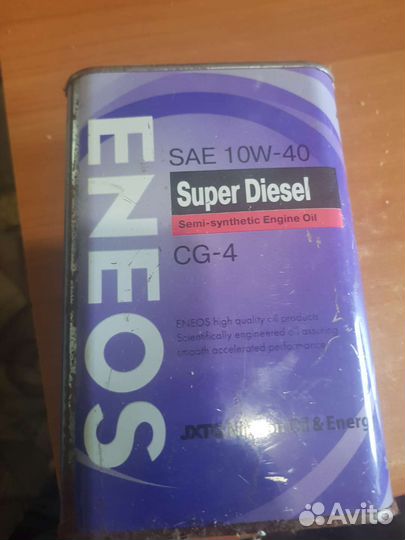 ENEOS
SAE 10W-40
Super Diesel
Semi-synthetic Engine Oil
CG-4
ENEOS high quality oil products
Scientifically engineered oil assuring
smooth accelerated performance
& Energ
Avito